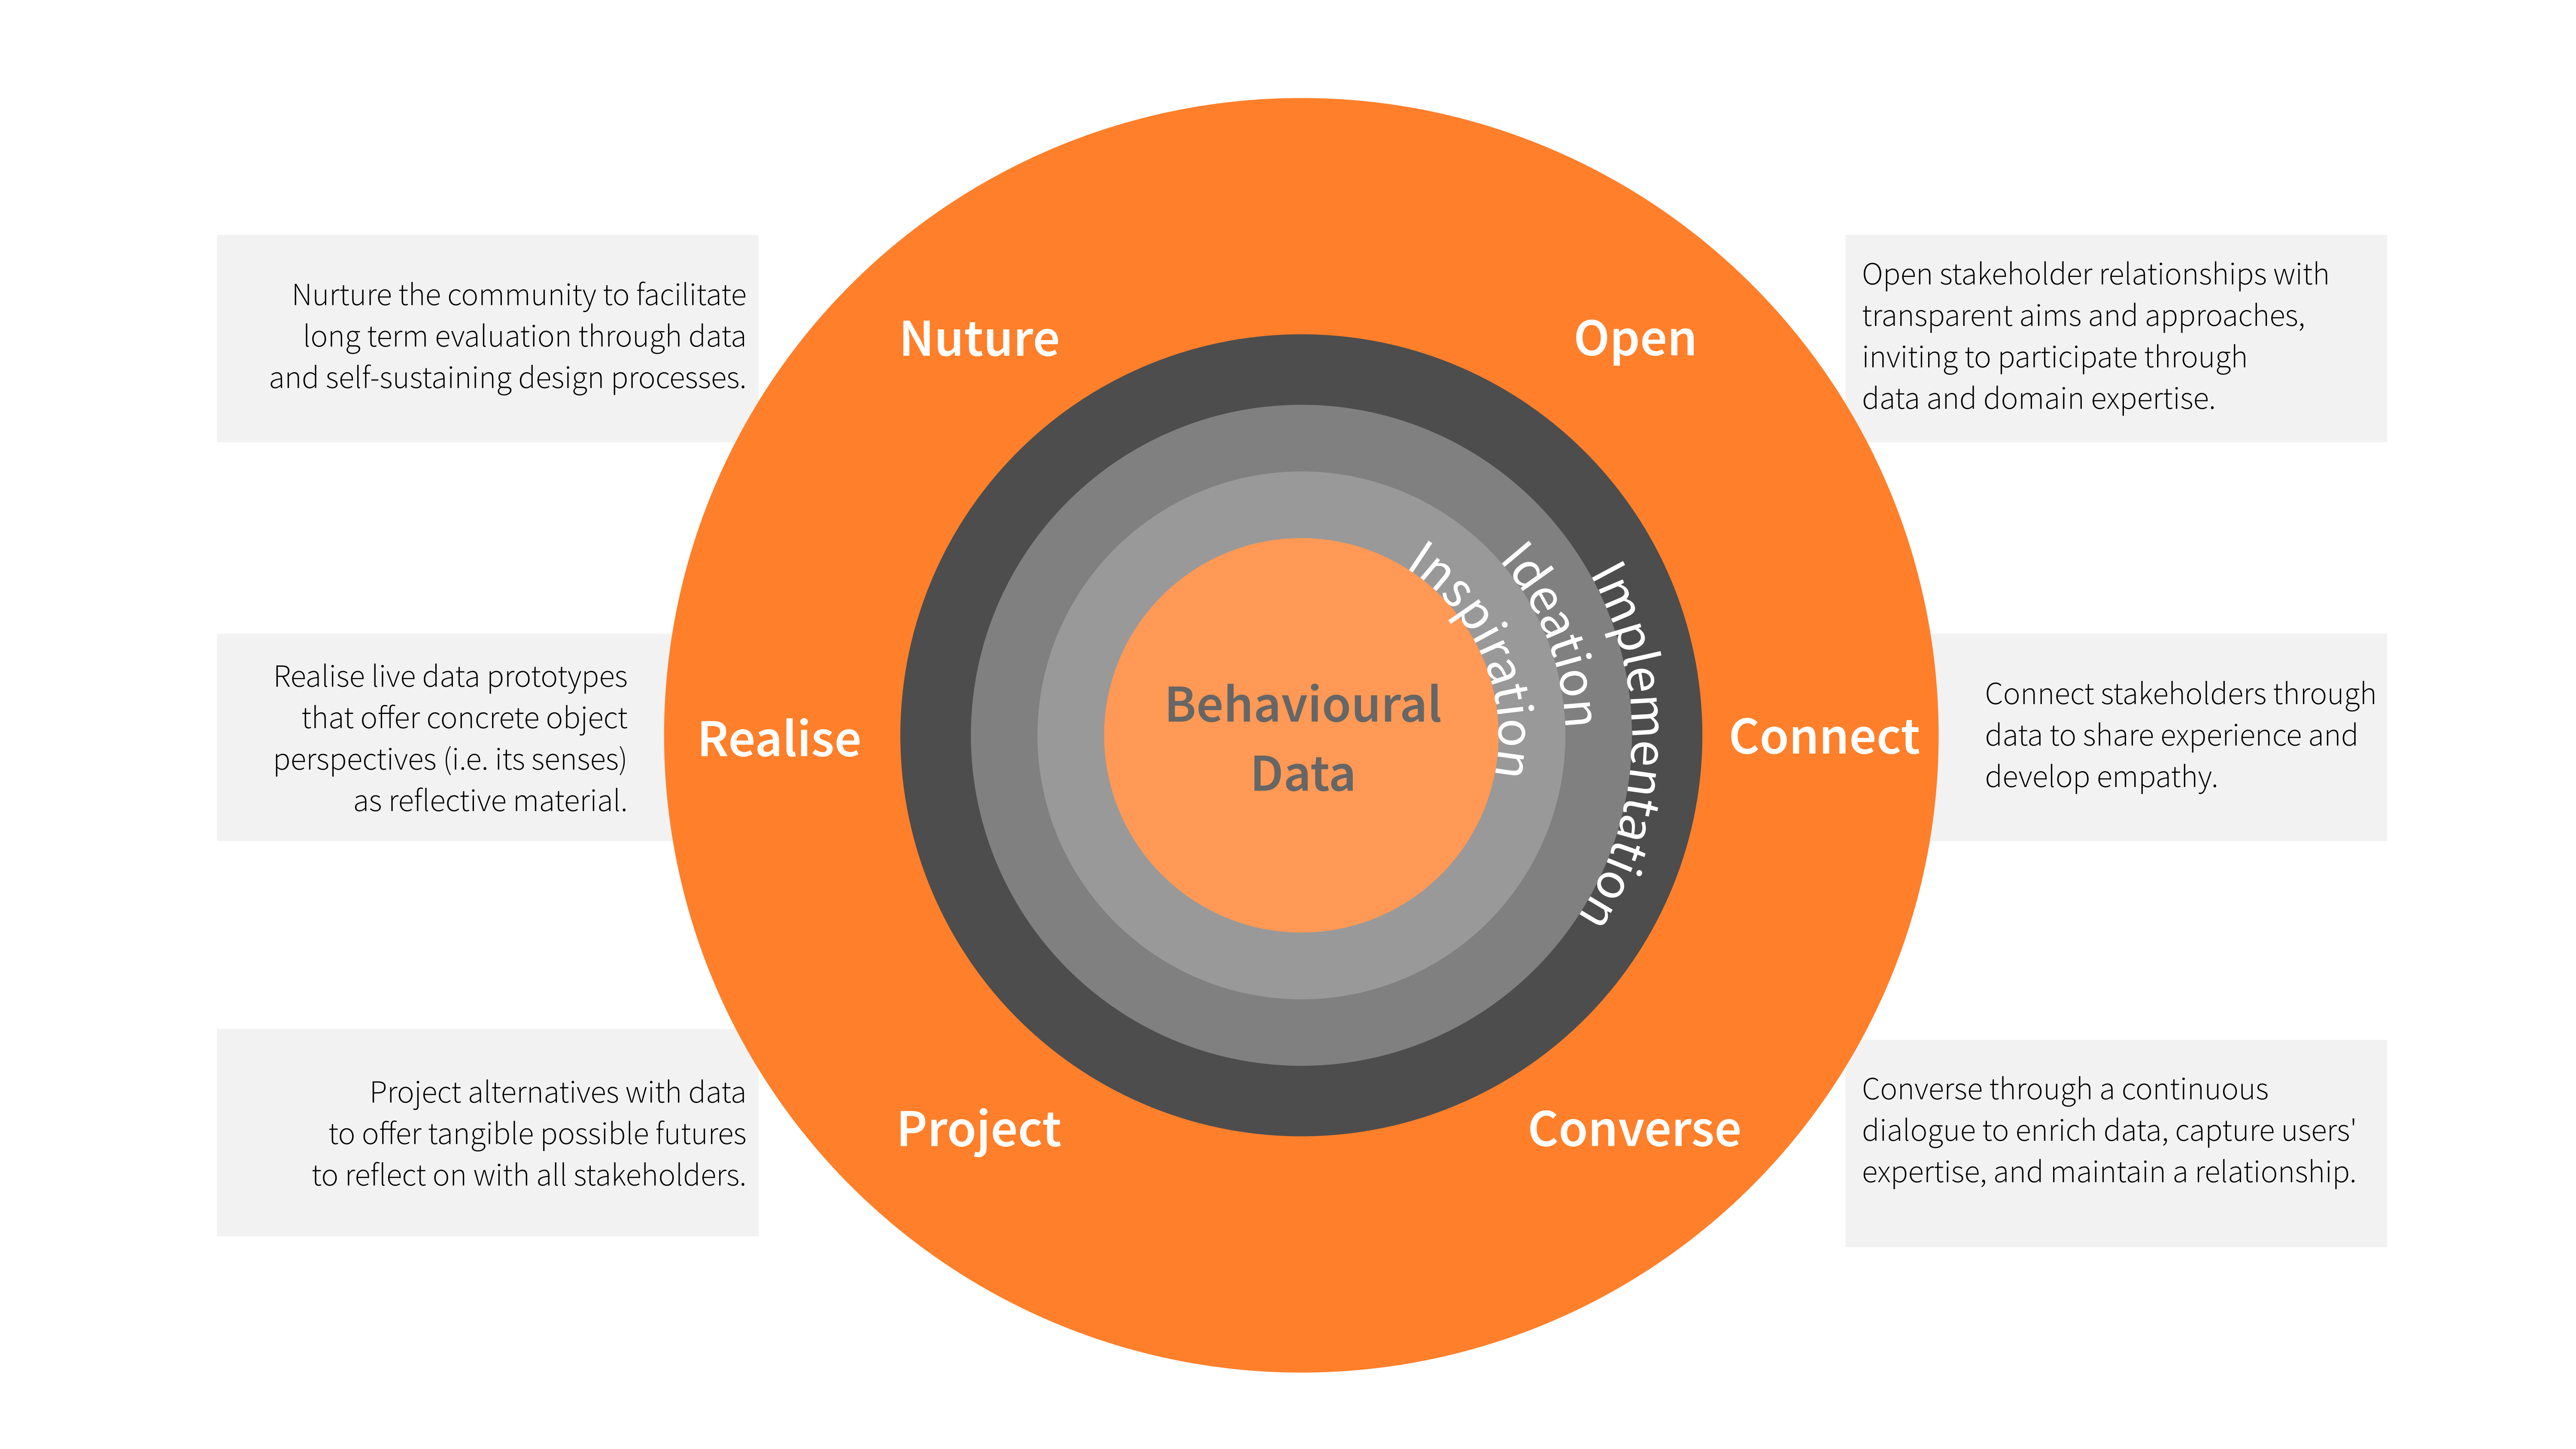 Nurture the community to facilitate
long term evaluation through data
and self-sustaining design processes.
Nuture
Open
Open stakeholder relationships with
transparent aims and approaches,
inviting to participate through
data and domain expertise.
Realise live data prototypes
that offer concrete object
perspectives (i.e. its senses)
as reflective material.
Realise
Behavioural
Data
Inspiration
Ideation
Implementation
Connect
Connect stakeholders through
data to share experience and
develop empathy.
Project alternatives with data
to offer tangible possible futures
to reflect on with all stakeholders.
Project
Converse
Converse through a continuous
dialogue to enrich data, capture users'
expertise, and maintain a relationship.